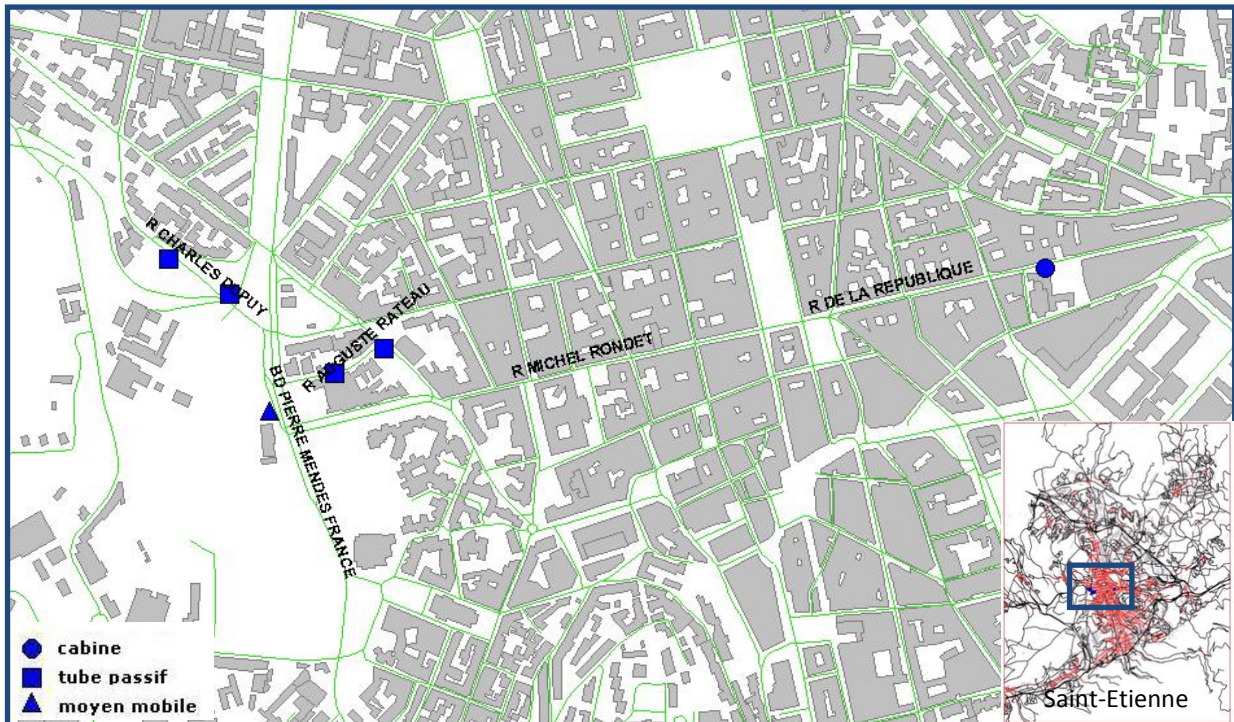 R CHARLES DUPUY
R AUGUSTE RATEAU
R DE LA REPUBLIQUE
R MICHEL RONDET
BD PIERRE MENDES FRANCE
cabine
tube passif
moyen mobile
Saint-Etienne